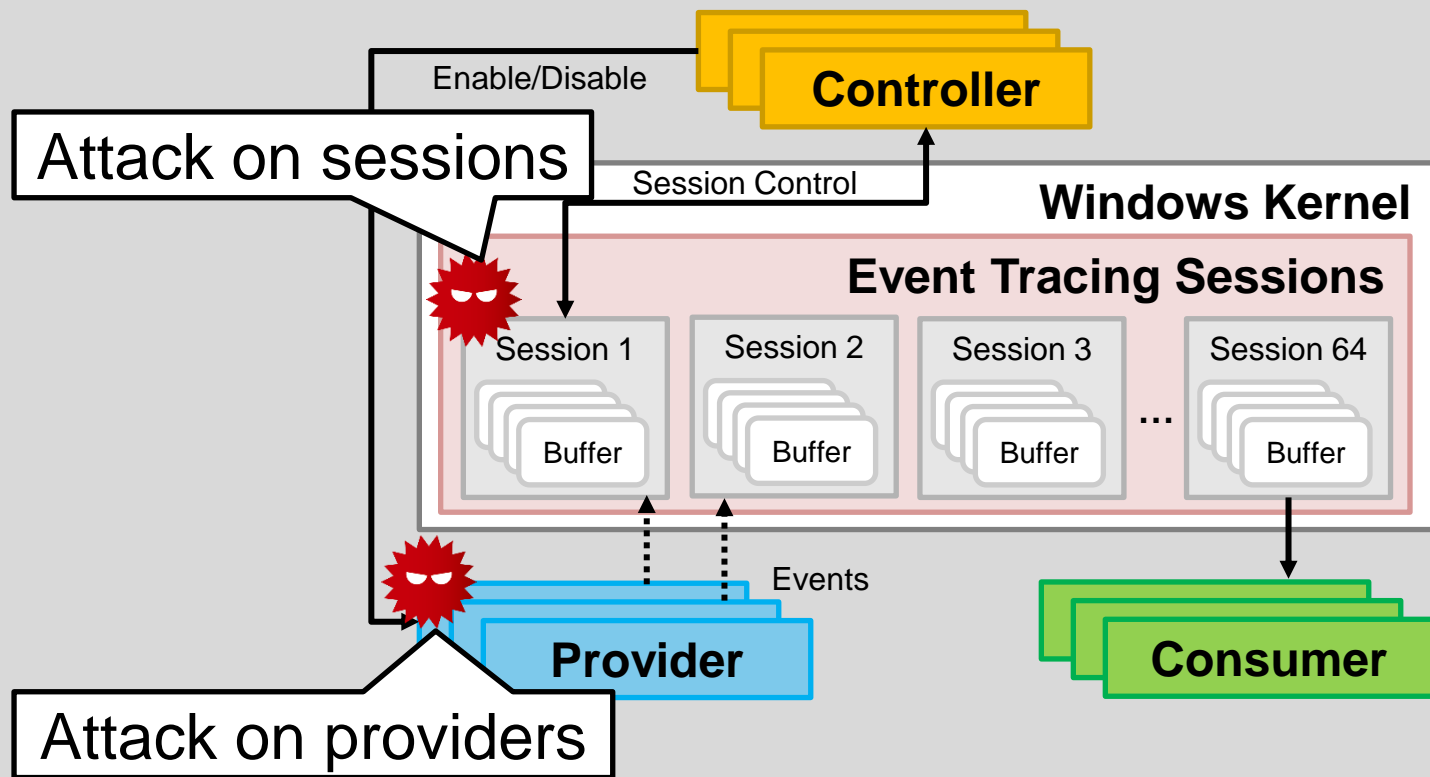 Controller
Enable/Disable
Attack on sessions
Session Control
Windows Kernel
Event Tracing Sessions
Session 1
Session 2
Session 3
Session 64
Buffer
Buffer
Buffer
...
Buffer
Events
Provider
Consumer
Attack on providers